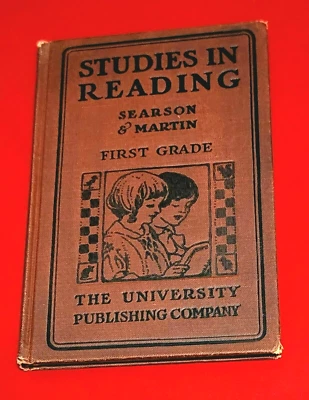 STUDIES IN
READING
SEARSON
& MARTIN
FIRST GRADE
THE UNIVERSITY
PUBLISHING COMPANY